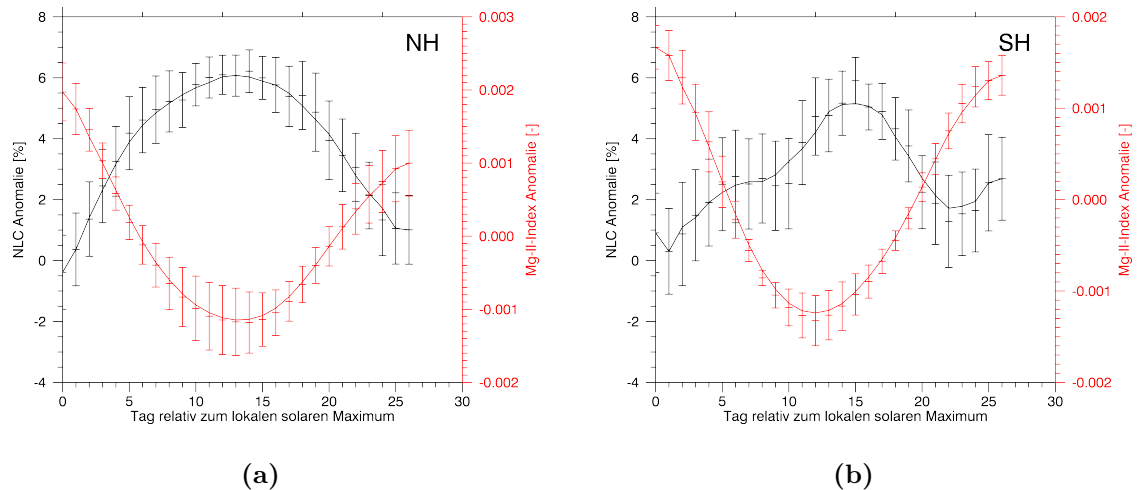 NH
8
6
4
2
0
-2
-4
NLC Anomalie [%]
0.003
0.002
0.001
0.000
-0.001
-0.002
Mg-II-Index Anomalie [-]
0 5 10 15 20 25 30
Tag relativ zum lokalen solaren Maximum
(a)
SH
8
6
4
2
0
-2
-4
NLC Anomalie [%]
0.002
0.001
0.000
-0.001
-0.002
Mg-II-Index Anomalie [-]
0 5 10 15 20 25 30
Tag relativ zum lokalen solaren Maximum
(b)